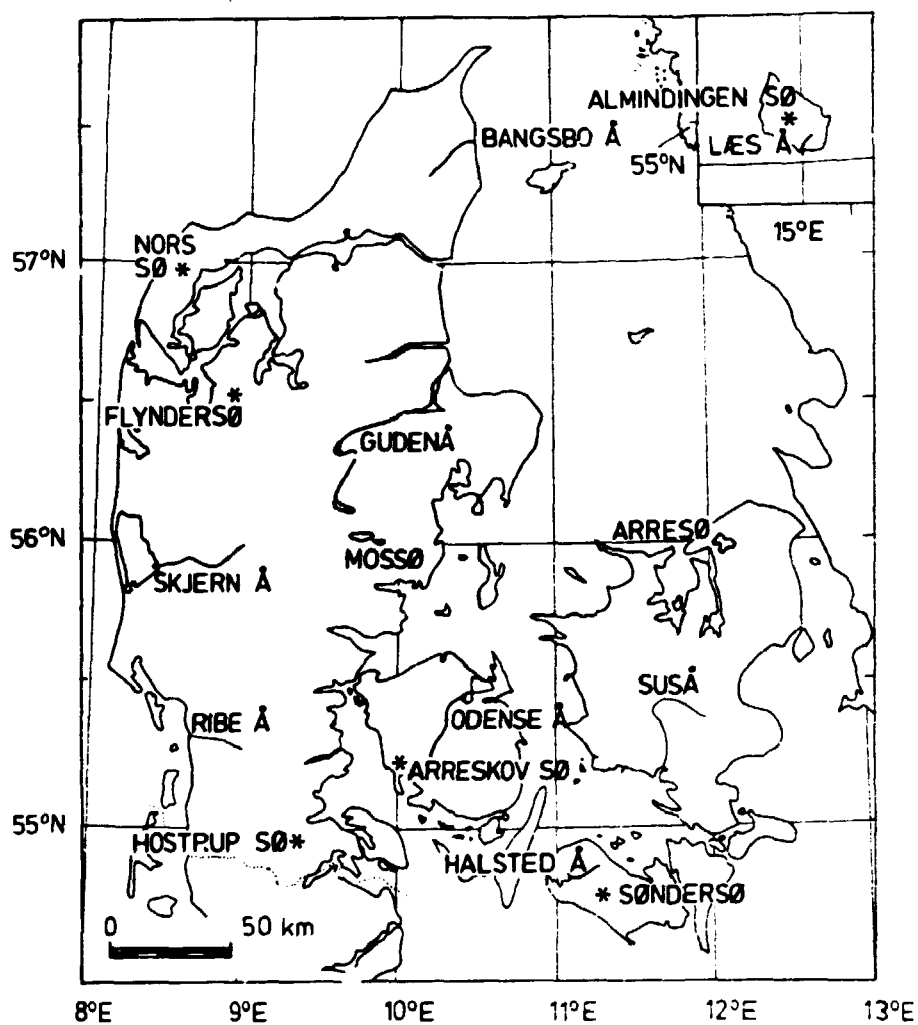 ALMINDINGEN SØ
BANGSBO Å
LÆS Å
55°N
15°E
57°N
NORS
SØ
FLYNDERSØ
GUDENÅ
56°N
ARRESØ
MOSSØ
SKJERN Å
SUSÅ
RIBE Å
ODENSE Å
ARRESKOV SØ
55°N
HOSTRUP SØ
HALSTED Å
SØNDERSØ
0 50 km
8°E 9°E 10°E 11°E 12°E 13°E